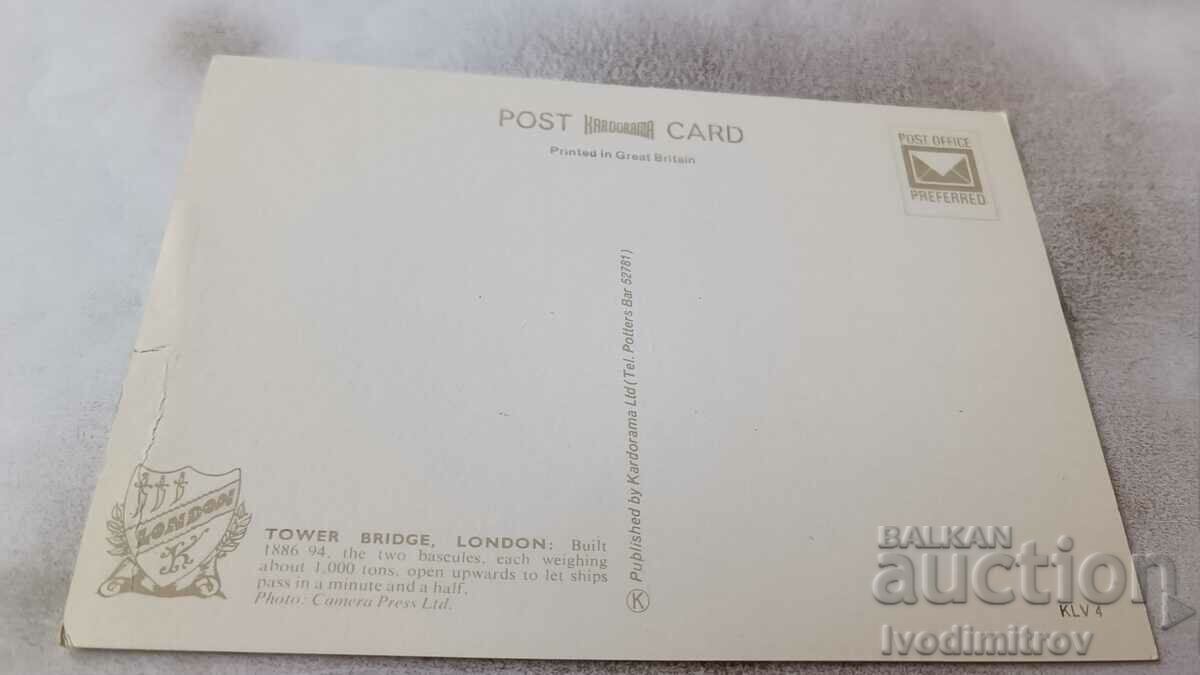 POST KARDORAMA CARD
Printed in Great Britain
POST OFFICE
PREFERRED
Published by Kardorama Ltd (Tel. Potters Bar 52781)
K
LONDON
K
TOWER BRIDGE, LONDON: Built
1886 94, the two bascules, each weighing
about 1,000 tons, open upwards to let ships
pass in a minute and a half.
Photo: Camera Press Ltd.
KLV 4
BALKAN
auction
Ivodimitrov